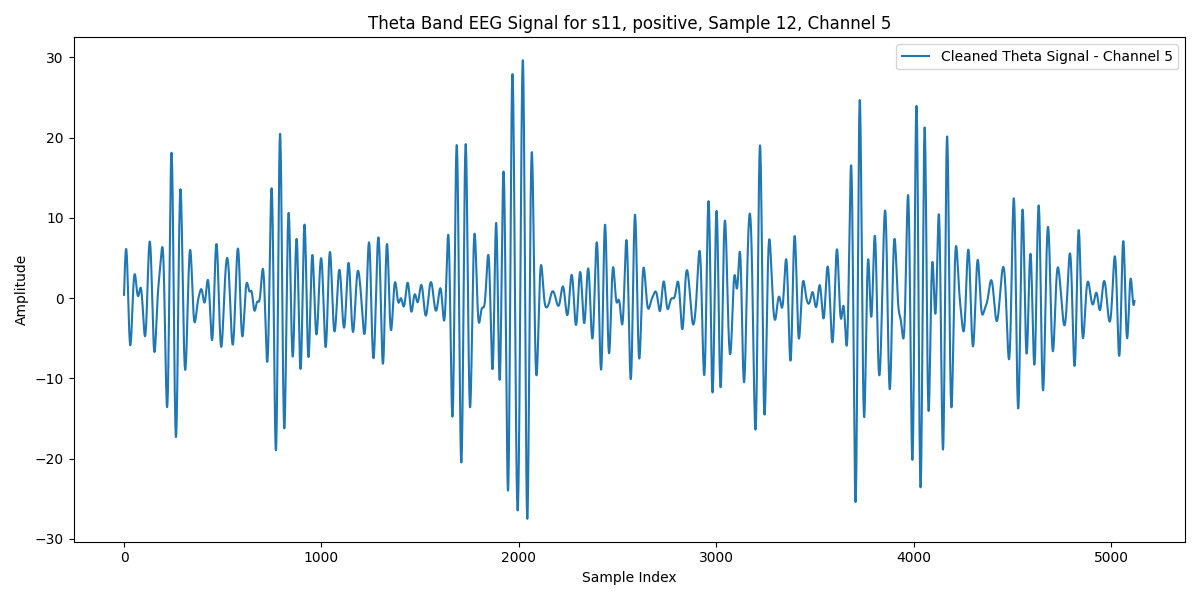 Theta Band EEG Signal for s11, positive, Sample 12, Channel 5
Cleaned Theta Signal - Channel 5
30
20
10
0
−10
−20
−30
Amplitude
0 1000 2000 3000 4000 5000
Sample Index